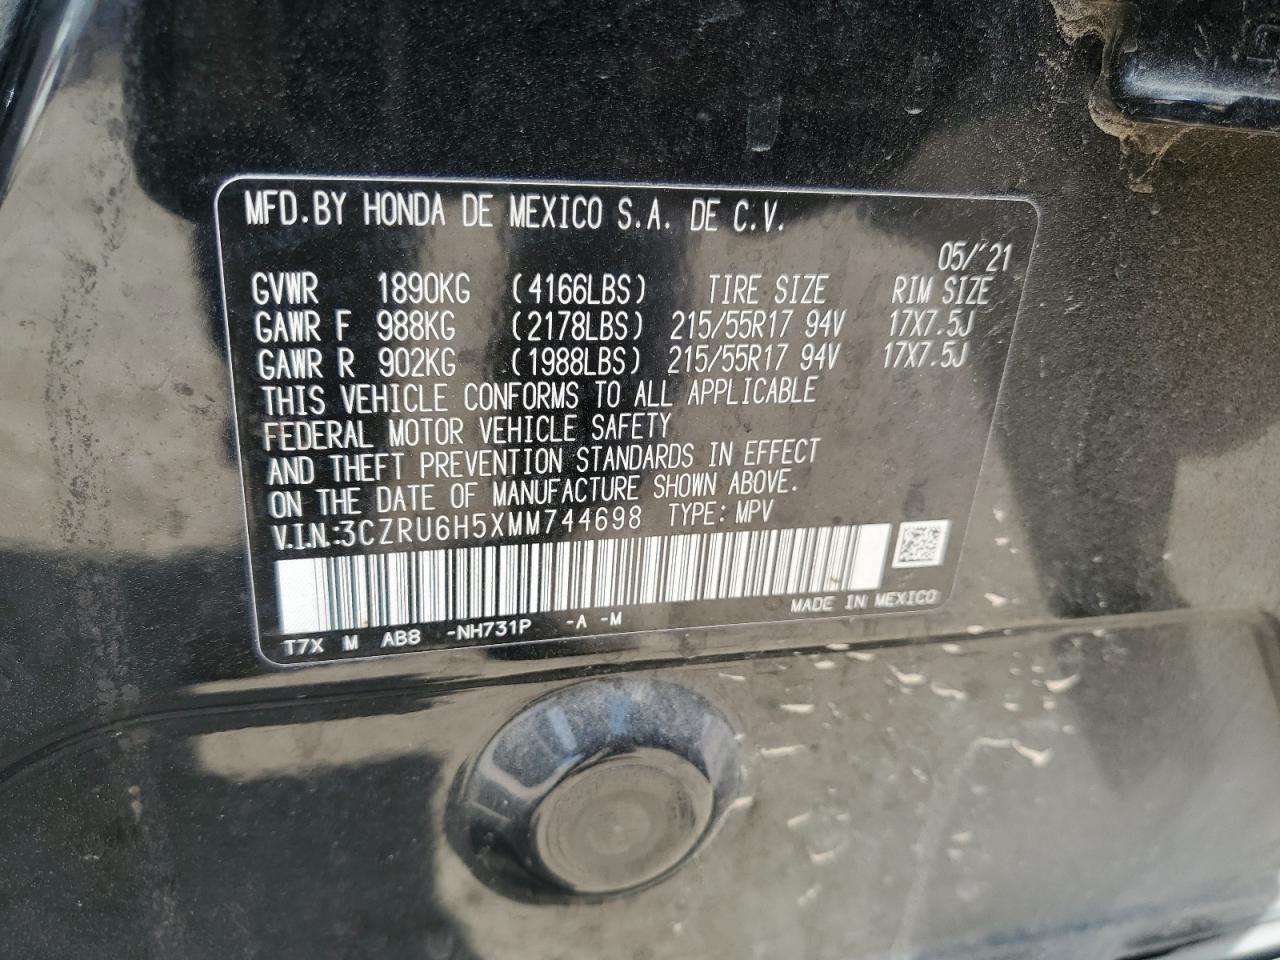 MFD.BY HONDA DE MEXICO S.A. DE C.V.
05/'21
GVWR 1890KG (4166LBS) TIRE SIZE RIM SIZE
GAWR F 988KG (2178LBS) 215/55R17 94V 17X7.5J
GAWR R 902KG (1988LBS) 215/55R17 94V 17X7.5J
THIS VEHICLE CONFORMS TO ALL APPLICABLE
FEDERAL MOTOR VEHICLE SAFETY
AND THEFT PREVENTION STANDARDS IN EFFECT
ON THE DATE OF MANUFACTURE SHOWN ABOVE.
V.I.N.:3CZRU6H5XMM744698 TYPE: MPV
MADE IN MEXICO
T7X M AB8 -NH731P -A -M